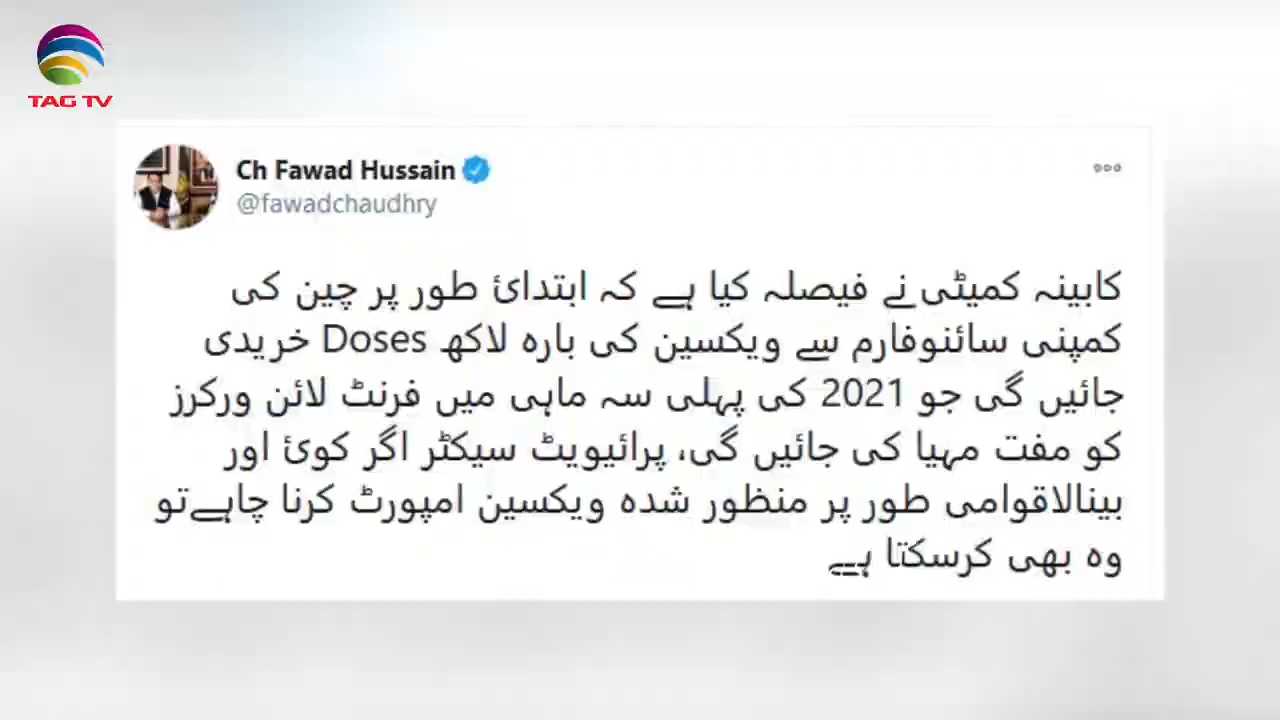 TAG TV
Ch Fawad Hussain
@fawadchaudhry
کابینہ کمیٹی نے فیصلہ کیا ہے کہ ابتدائ طور پر چین کی
کمپنی سائنوفارم سے ویکسین کی بارہ لاکھ Doses خریدی
جائیں گی جو 2021 کی پہلی سہ ماہی میں فرنٹ لائن ورکرز
کو مفت مہیا کی جائیں گی، پرائیویٹ سیکٹر اگر کوئ اور
بینالاقوامی طور پر منظور شدہ ویکسین امپورٹ کرنا چاہےتو
وہ بھی کرسکتا ہے